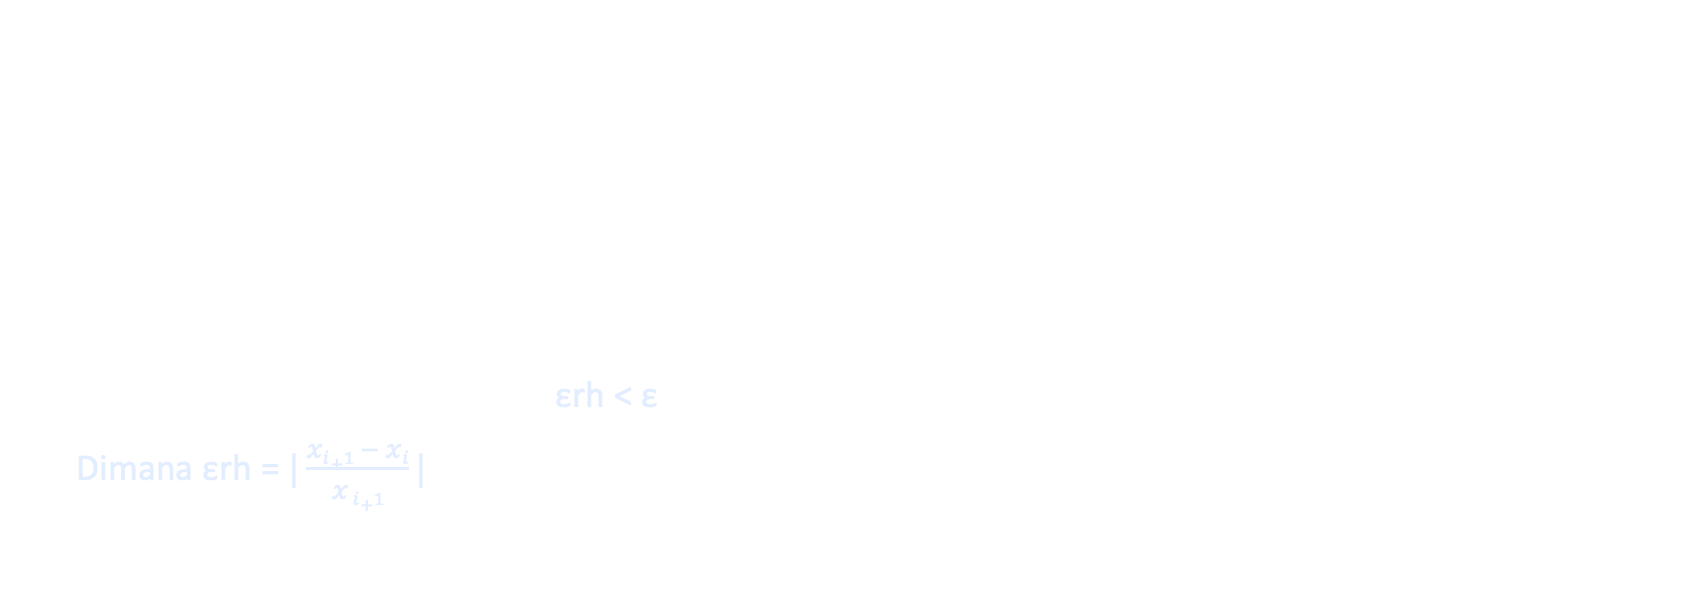 εrh < ε
Dimana εrh = | (x_{i+1} − x_i) / x_{i+1} |